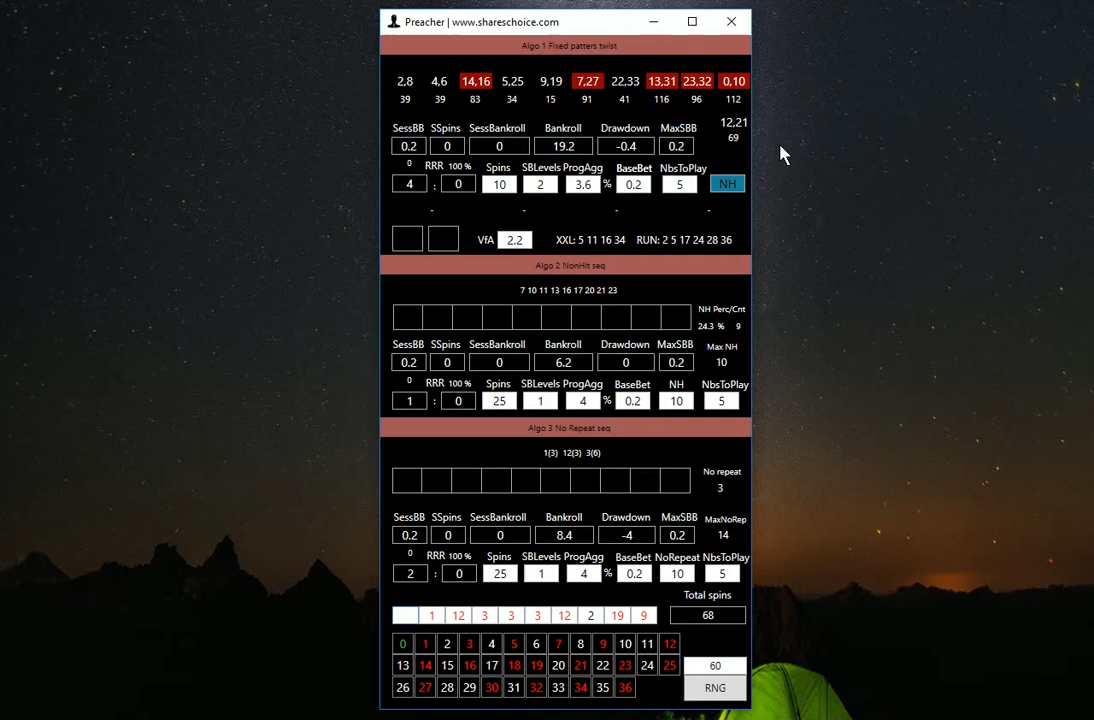 Preacher | www.shareschoice.com
Algo 1 Fixed patters twist
2,8 4,6 14,16 5,25 9,19 7,27 22,33 13,31 23,32 0,10
39 39 83 34 15 91 41 116 96 112
12,21
69
SessBB SSpins SessBankroll Bankroll Drawdown MaxSBB
0.2 0 0 19.2 -0.4 0.2
0 RRR 100 % Spins SBLevels ProgAgg BaseBet NbsToPlay
4 : 0 10 2 3.6 % 0.2 5 NH
- - - -
VfA 2.2 XXL: 5 11 16 34 RUN: 2 5 17 24 28 36
Algo 2 NonHit seq
7 10 11 13 16 17 20 21 23
NH Perc/Cnt
24.3 % 9
SessBB SSpins SessBankroll Bankroll Drawdown MaxSBB Max NH
0.2 0 0 6.2 0 0.2 10
0 RRR 100 % Spins SBLevels ProgAgg BaseBet NH NbsToPlay
1 : 0 25 1 4 % 0.2 10 5
Algo 3 No Repeat seq
1(3) 12(3) 3(6)
No repeat
3
SessBB SSpins SessBankroll Bankroll Drawdown MaxSBB MaxNoRep
0.2 0 0 8.4 -4 0.2 14
0 RRR 100 % Spins SBLevels ProgAgg BaseBet NoRepeat NbsToPlay
2 : 0 25 1 4 % 0.2 10 5
Total spins
1 12 3 3 3 12 2 19 9 68
0 1 2 3 4 5 6 7 8 9 10 11 12
13 14 15 16 17 18 19 20 21 22 23 24 25 60
26 27 28 29 30 31 32 33 34 35 36 RNG